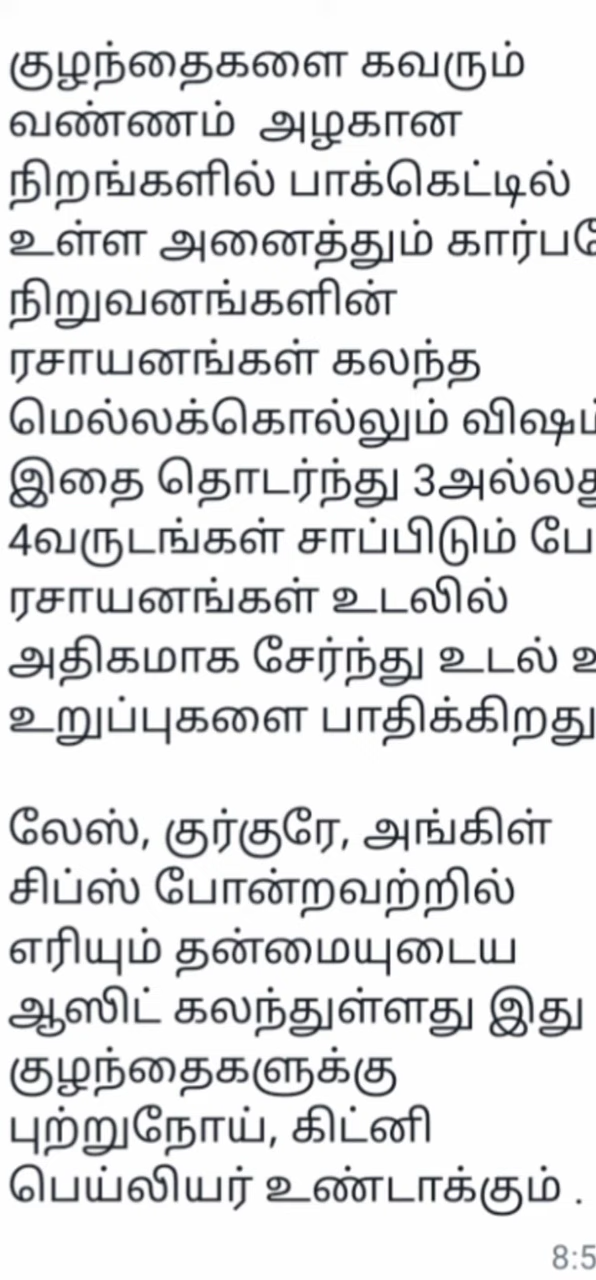 குழந்தைகளை கவரும்
வண்ணம் அழகான
நிறங்களில் பாக்கெட்டில்
உள்ள அனைத்தும்
நிறுவனங்களின்
ரசாயனங்கள் கலந்த
மெல்லக்கொல்லும்
இதை தொடர்ந்து
4வருடங்கள் சாப்பிடும்
ரசாயனங்கள் உடலில்
அதிகமாக சேர்ந்து உடல்
உறுப்புகளை பாதிக்கிறது
லேஸ், குர்குரே, அங்கிள்
சிப்ஸ் போன்றவற்றில்
எரியும் தன்மையுடைய
ஆஸிட் கலந்துள்ளது இது
குழந்தைகளுக்கு
புற்றுநோய், கிட்னி
பெய்லியர் உண்டாக்கும் .